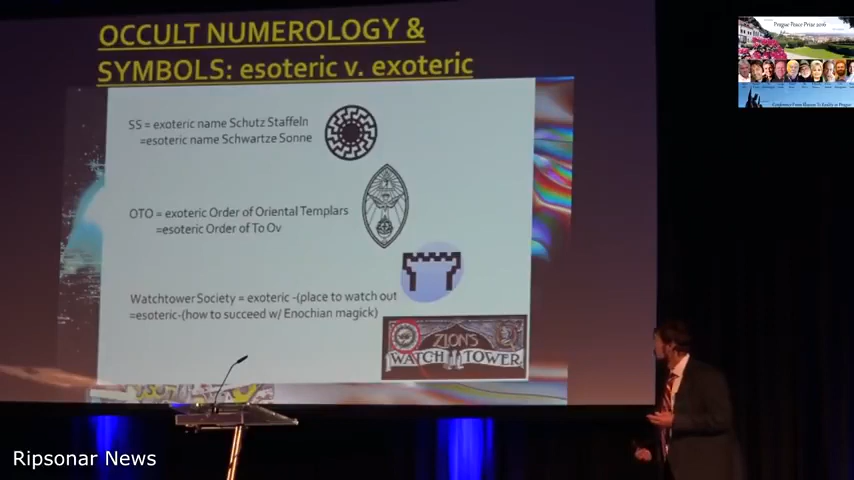 OCCULT NUMEROLOGY &
SYMBOLS: esoteric v. exoteric
SS = exoteric name Schutz Staffeln
=esoteric name Schwartze Sonne
OTO = exoteric Order of Oriental Templars
=esoteric Order of To Ov
Watchtower Society = exoteric -(place to watch out
=esoteric-(how to succeed w/ Enochian magick)
ZION'S
WATCH TOWER
Prague Peace Prize 2016
Ripsonar News